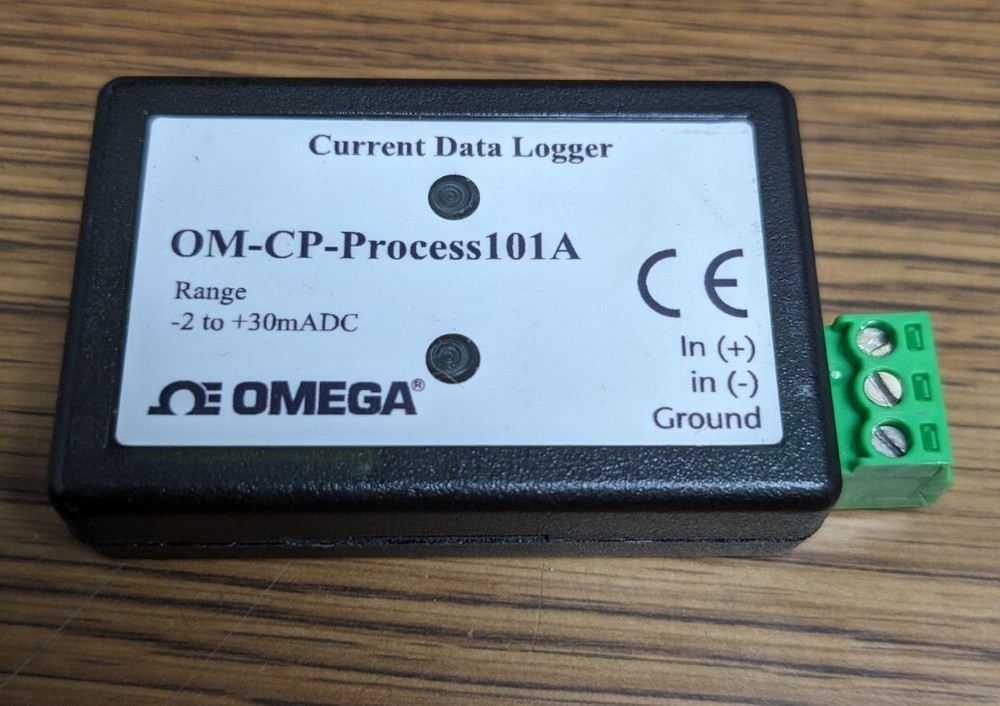 Current Data Logger
OM-CP-Process101A
Range
-2 to +30mADC
CE
In (+)
in (-)
Ground
OMEGA®